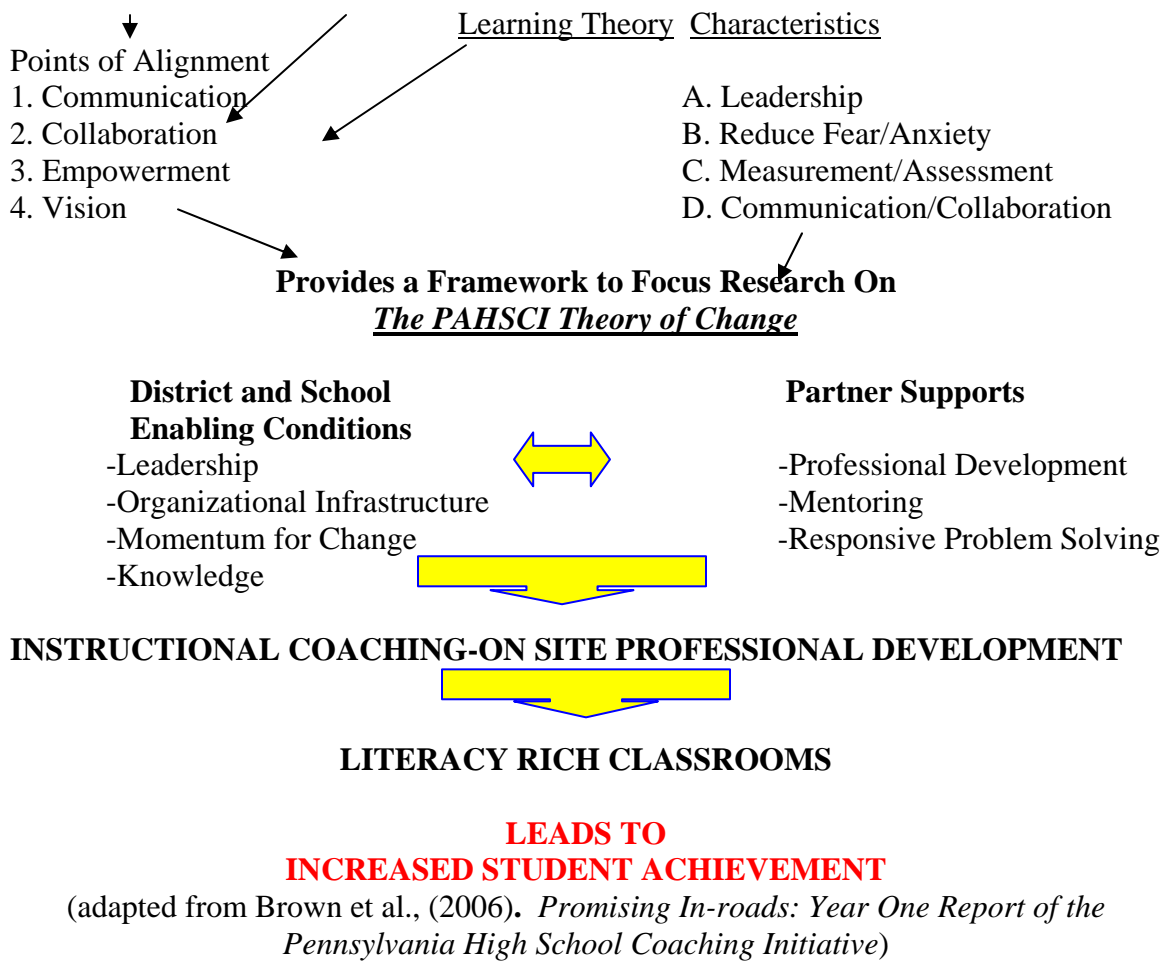 Learning Theory Characteristics
Points of Alignment
1. Communication
2. Collaboration
3. Empowerment
4. Vision
A. Leadership
B. Reduce Fear/Anxiety
C. Measurement/Assessment
D. Communication/Collaboration
Provides a Framework to Focus Research On
The PAHSCI Theory of Change
District and School
Enabling Conditions
-Leadership
-Organizational Infrastructure
-Momentum for Change
-Knowledge
Partner Supports
-Professional Development
-Mentoring
-Responsive Problem Solving
INSTRUCTIONAL COACHING-ON SITE PROFESSIONAL DEVELOPMENT
LITERACY RICH CLASSROOMS
LEADS TO
INCREASED STUDENT ACHIEVEMENT
(adapted from Brown et al., (2006). Promising In-roads: Year One Report of the
Pennsylvania High School Coaching Initiative)